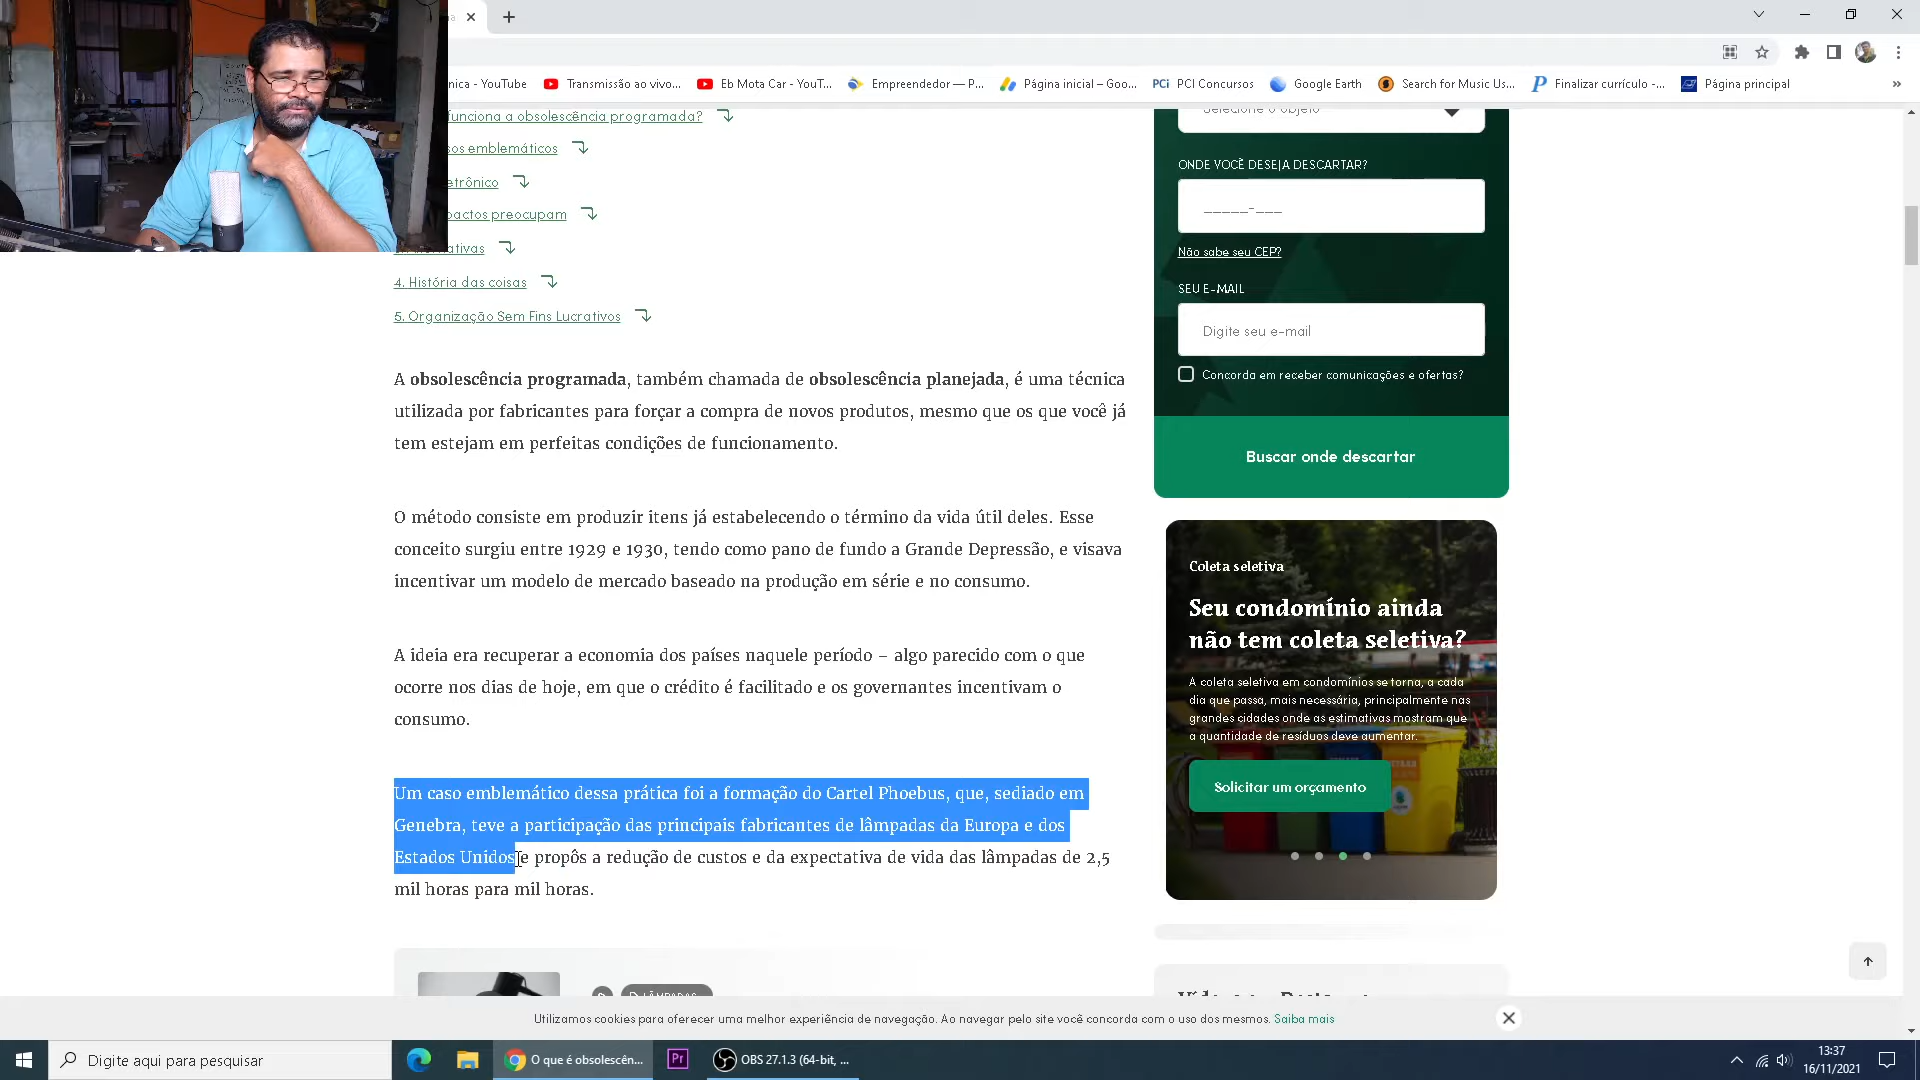 nica - YouTube
Transmissão ao vivo...
Eb Mota Car - YouT...
Empreendedor — P...
Página inicial – Goo...
PCI Concursos
Google Earth
Search for Music Us...
Finalizar currículo -...
Página principal
»
funciona a obsolescência programada?
sos emblemáticos
etrônico
pactos preocupam
ativas
4. História das coisas
5. Organização Sem Fins Lucrativos
A obsolescência programada, também chamada de obsolescência planejada, é uma técnica
utilizada por fabricantes para forçar a compra de novos produtos, mesmo que os que você já
tem estejam em perfeitas condições de funcionamento.
O método consiste em produzir itens já estabelecendo o término da vida útil deles. Esse
conceito surgiu entre 1929 e 1930, tendo como pano de fundo a Grande Depressão, e visava
incentivar um modelo de mercado baseado na produção em série e no consumo.
A ideia era recuperar a economia dos países naquele período – algo parecido com o que
ocorre nos dias de hoje, em que o crédito é facilitado e os governantes incentivam o
consumo.
Um caso emblemático dessa prática foi a formação do Cartel Phoebus, que, sediado em
Genebra, teve a participação das principais fabricantes de lâmpadas da Europa e dos
Estados Unidos e propôs a redução de custos e da expectativa de vida das lâmpadas de 2,5
mil horas para mil horas.
LÂMPADAS
Selecione o objeto
ONDE VOCÊ DESEJA DESCARTAR?
_____-___
Não sabe seu CEP?
SEU E-MAIL
Digite seu e-mail
Concorda em receber comunicações e ofertas?
Buscar onde descartar
Coleta seletiva
Seu condomínio ainda
não tem coleta seletiva?
A coleta seletiva em condomínios se torna, a cada
dia que passa, mais necessária, principalmente nas
grandes cidades onde as estimativas mostram que
a quantidade de resíduos deve aumentar.
Solicitar um orçamento
Utilizamos cookies para oferecer uma melhor experiência de navegação. Ao navegar pelo site você concorda com o uso dos mesmos. Saiba mais
Digite aqui para pesquisar
O que é obsolescên...
Pr
OBS 27.1.3 (64-bit, ...
13:37
16/11/2021